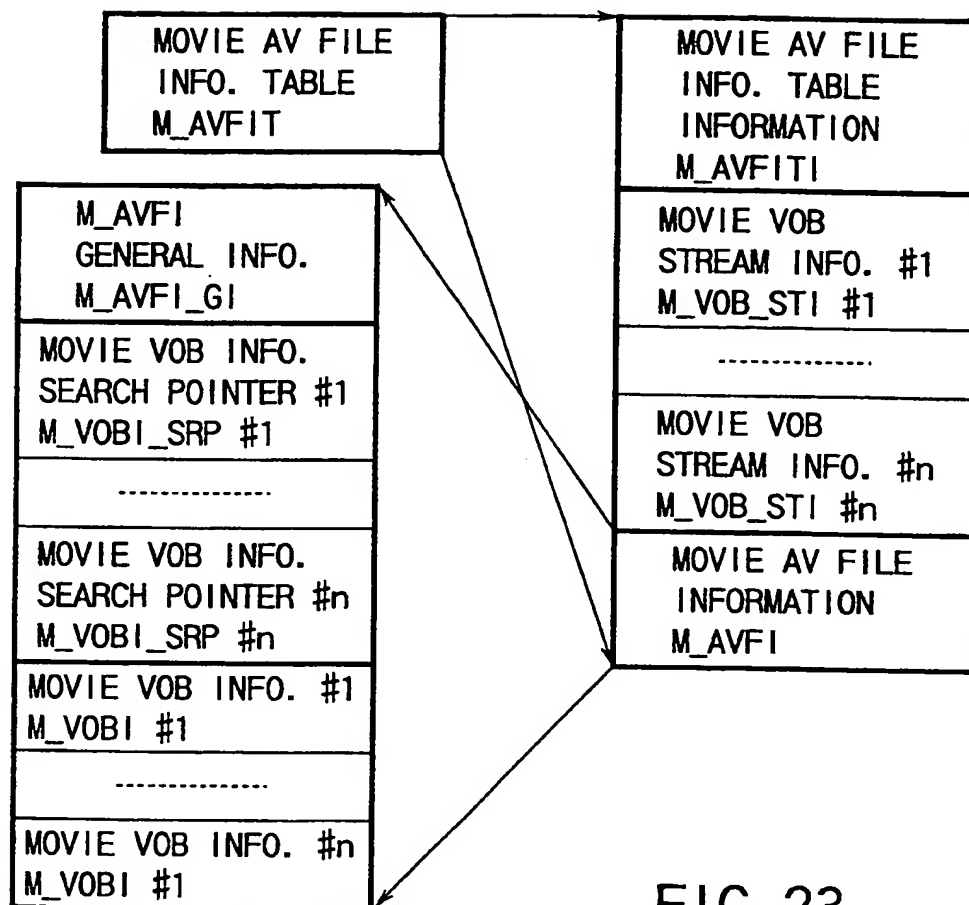 MOVIE AV FILE
INFO. TABLE
M_AVFIT
MOVIE AV FILE
INFO. TABLE
INFORMATION
M_AVFITI
MOVIE VOB
STREAM INFO. #1
M_VOB_STI #1
MOVIE VOB
STREAM INFO. #n
M_VOB_STI #n
MOVIE AV FILE
INFORMATION
M_AVFI
M_AVFI
GENERAL INFO.
M_AVFI_GI
MOVIE VOB INFO.
SEARCH POINTER #1
M_VOBI_SRP #1
MOVIE VOB INFO.
SEARCH POINTER #n
M_VOBI_SRP #n
MOVIE VOB INFO. #1
M_VOBI #1
MOVIE VOB INFO. #n
M_VOBI #1
FIG. 23